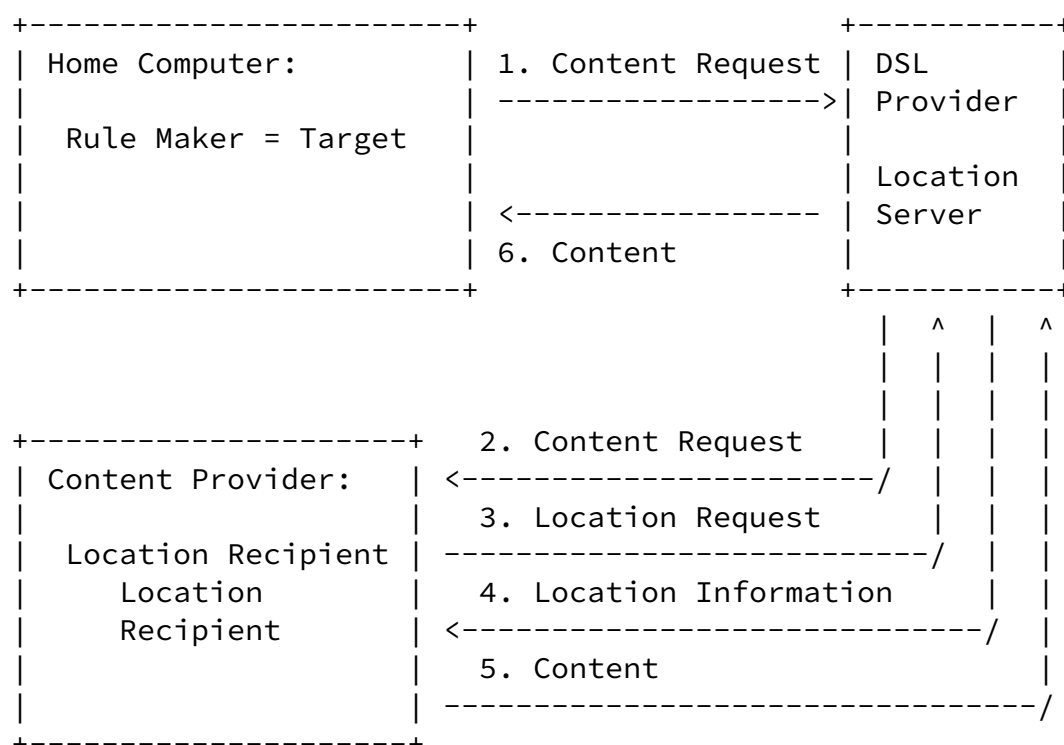 Home Computer:
1. Content Request
DSL
Provider
Rule Maker = Target
Location
Server
6. Content
2. Content Request
Content Provider:
3. Location Request
Location Recipient
4. Location Information
Location
Recipient
5. Content